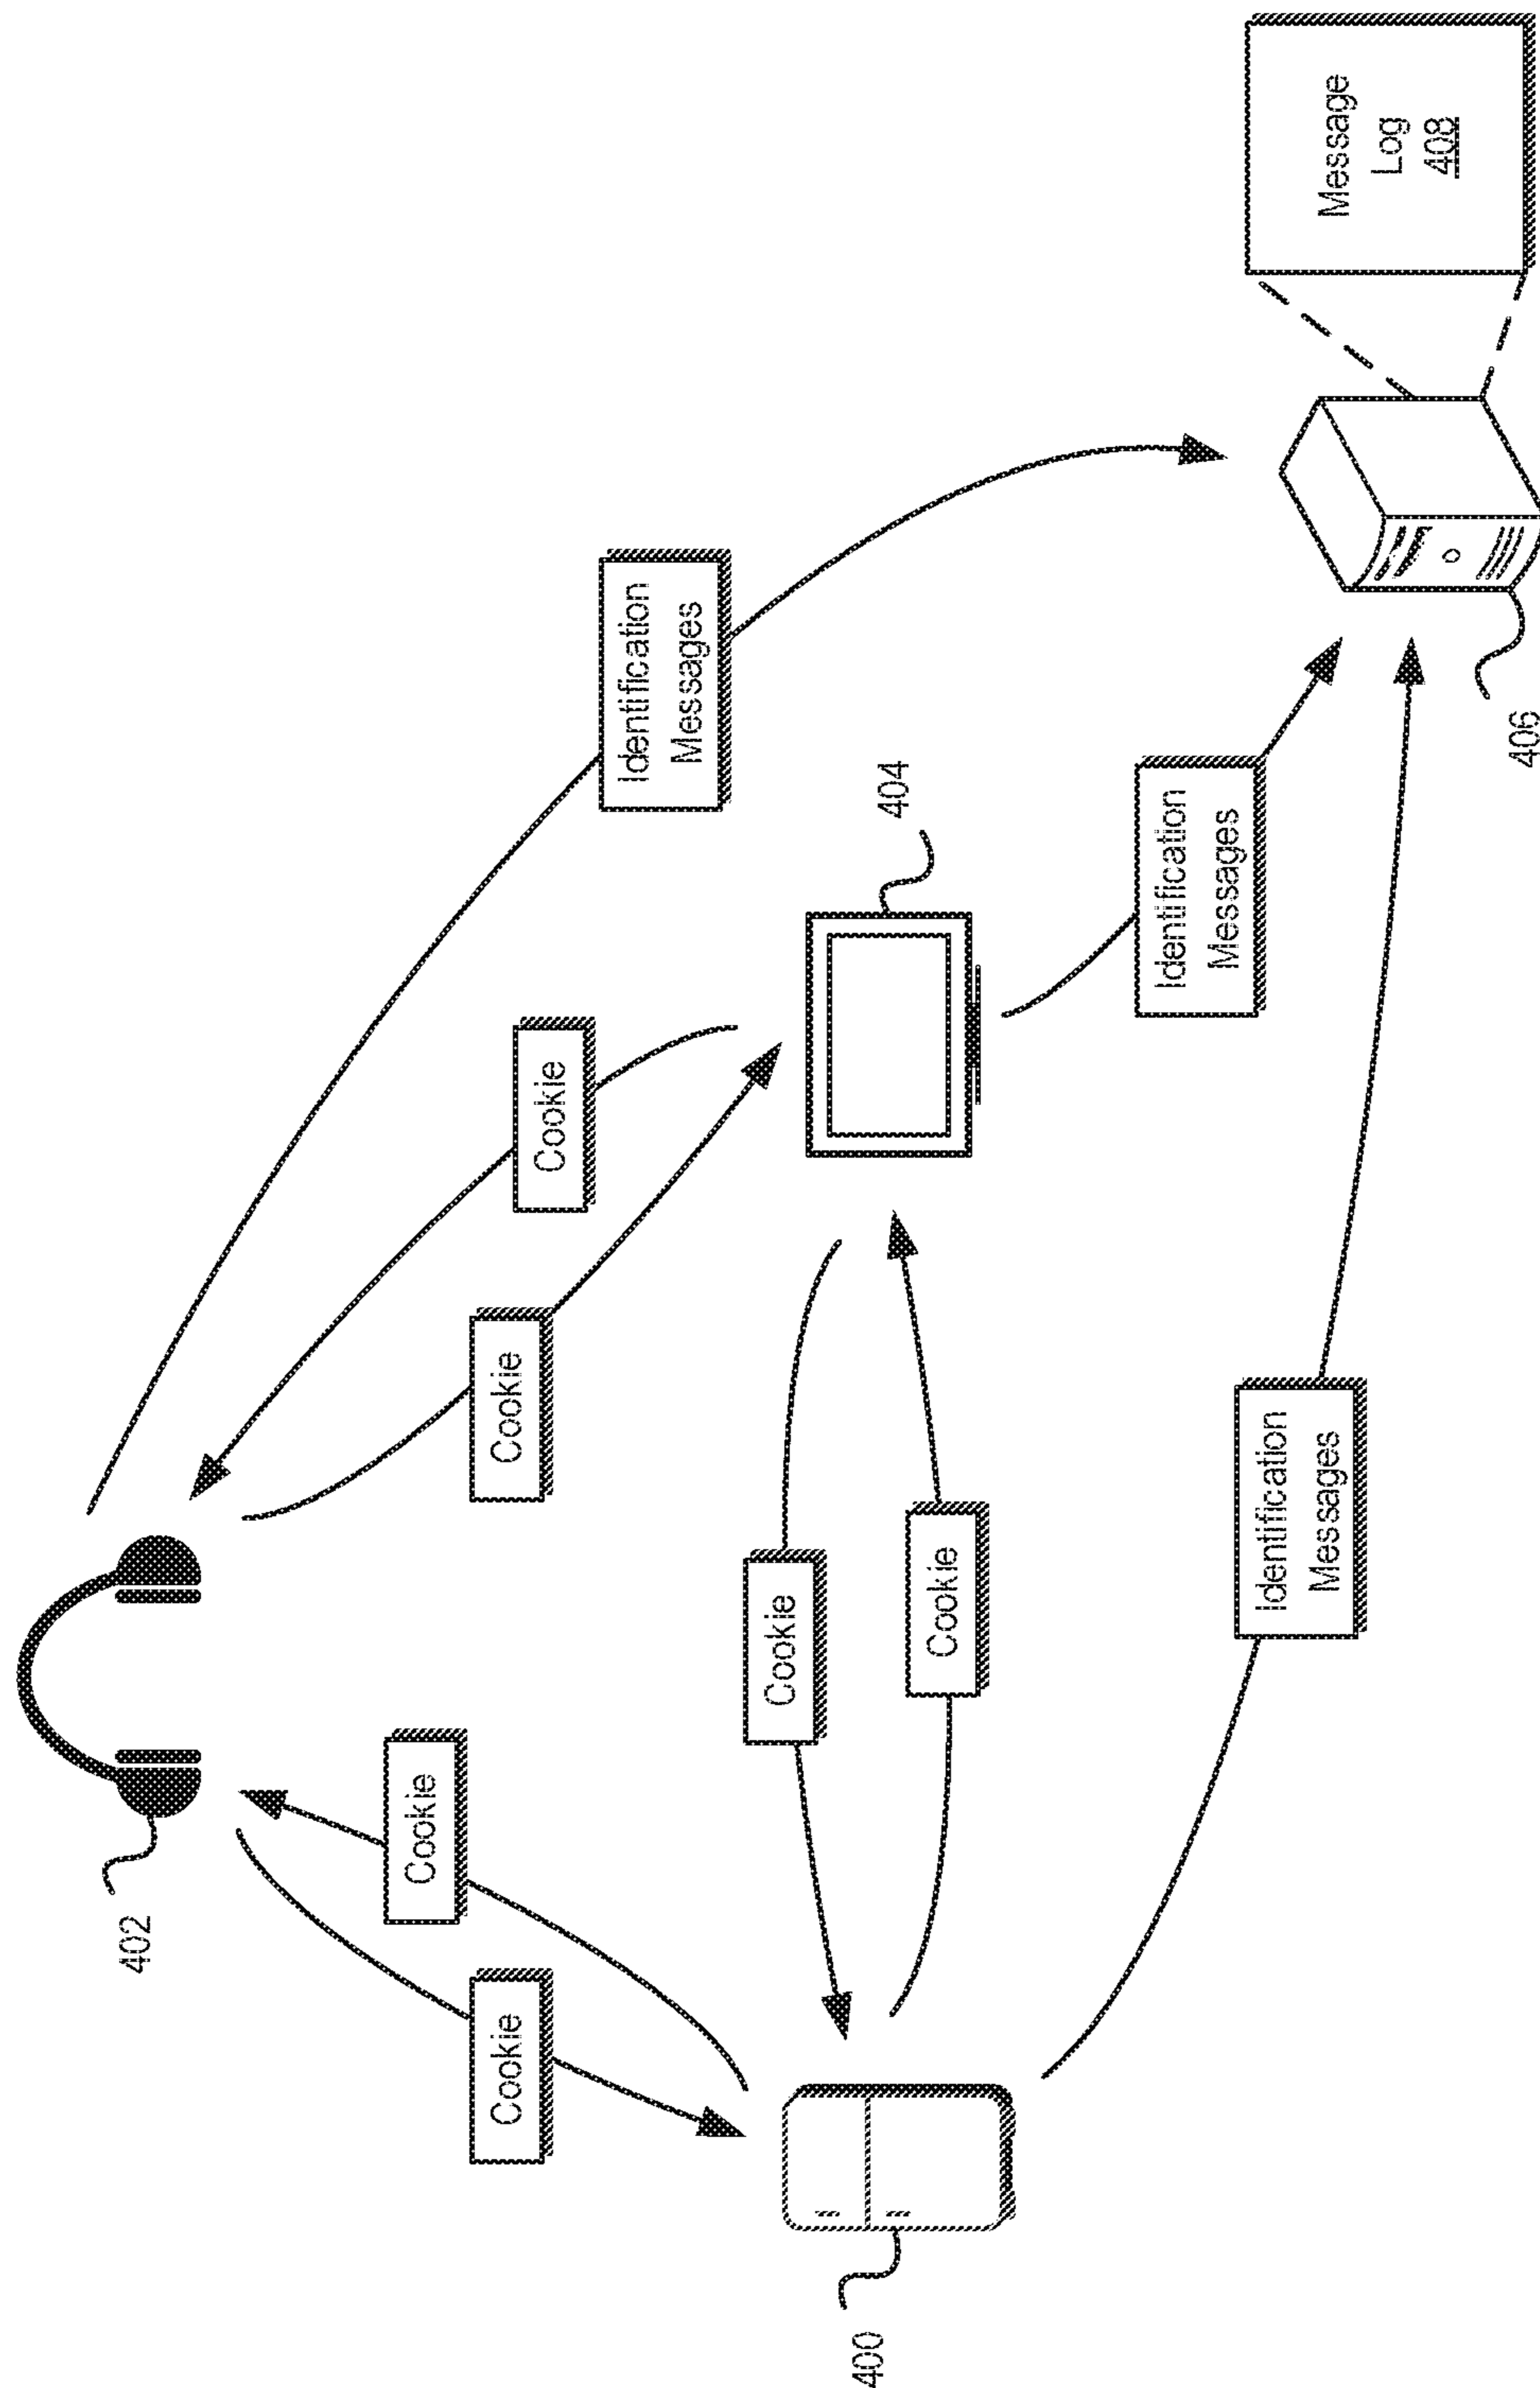 402
Cookie
Cookie
Cookie
Cookie
Identification
Messages
400
Cookie
Cookie
404
Identification
Messages
Identification
Messages
406
Message
Log
408